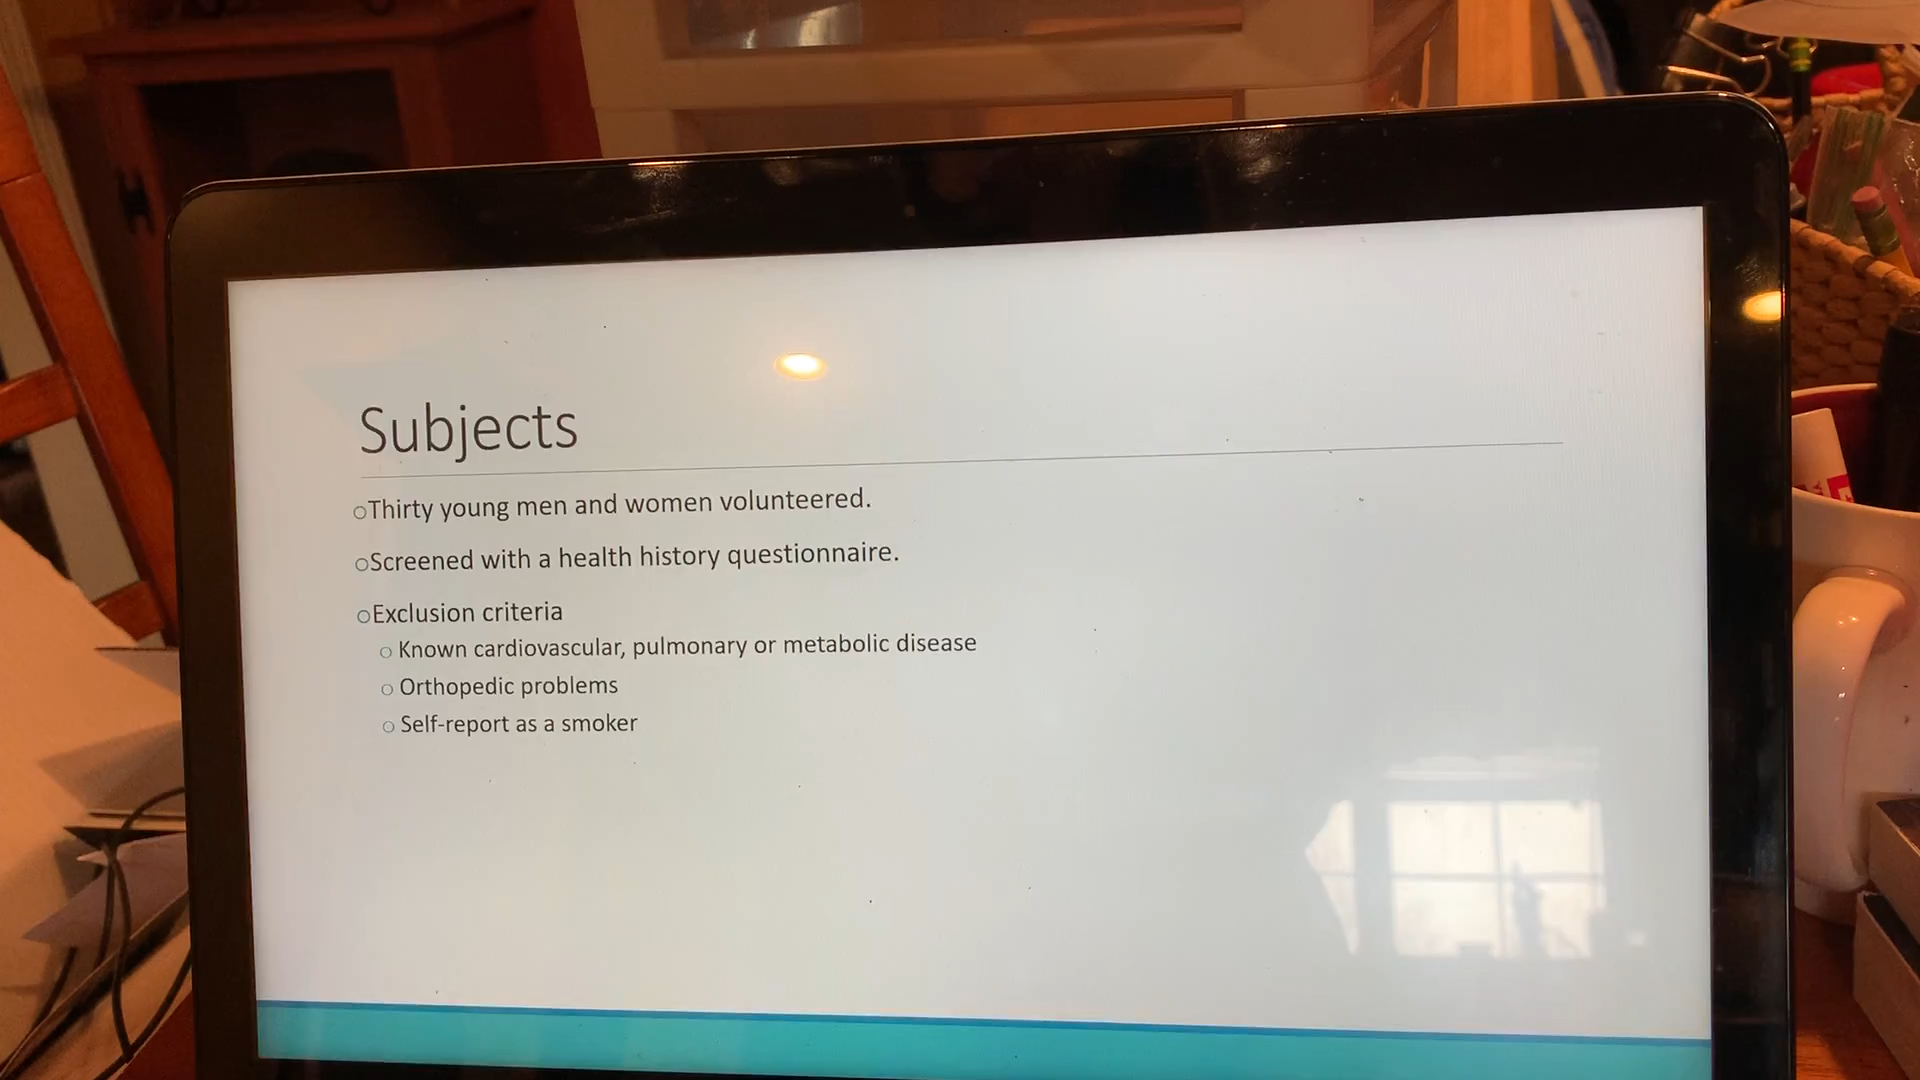 Subjects
○Thirty young men and women volunteered.
○Screened with a health history questionnaire.
○Exclusion criteria
○ Known cardiovascular, pulmonary or metabolic disease
○ Orthopedic problems
○ Self-report as a smoker